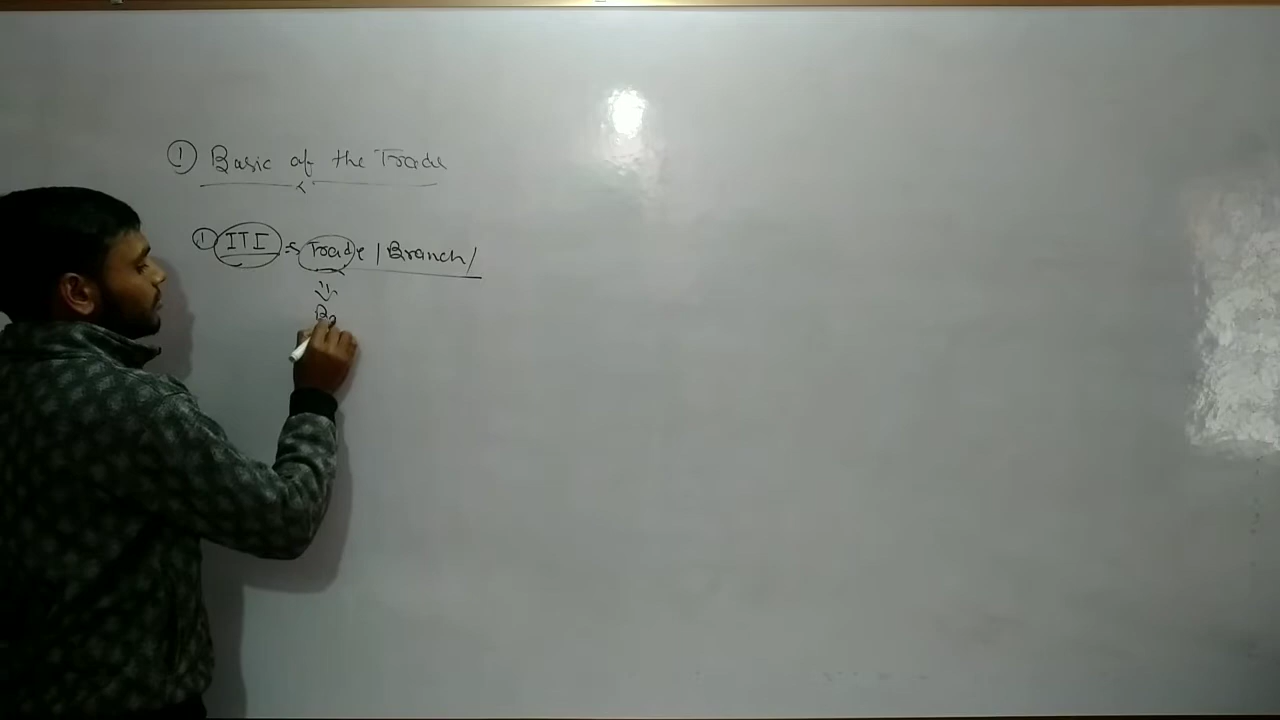 ① Basic of the Trade
① ITI => Trade / Branch /